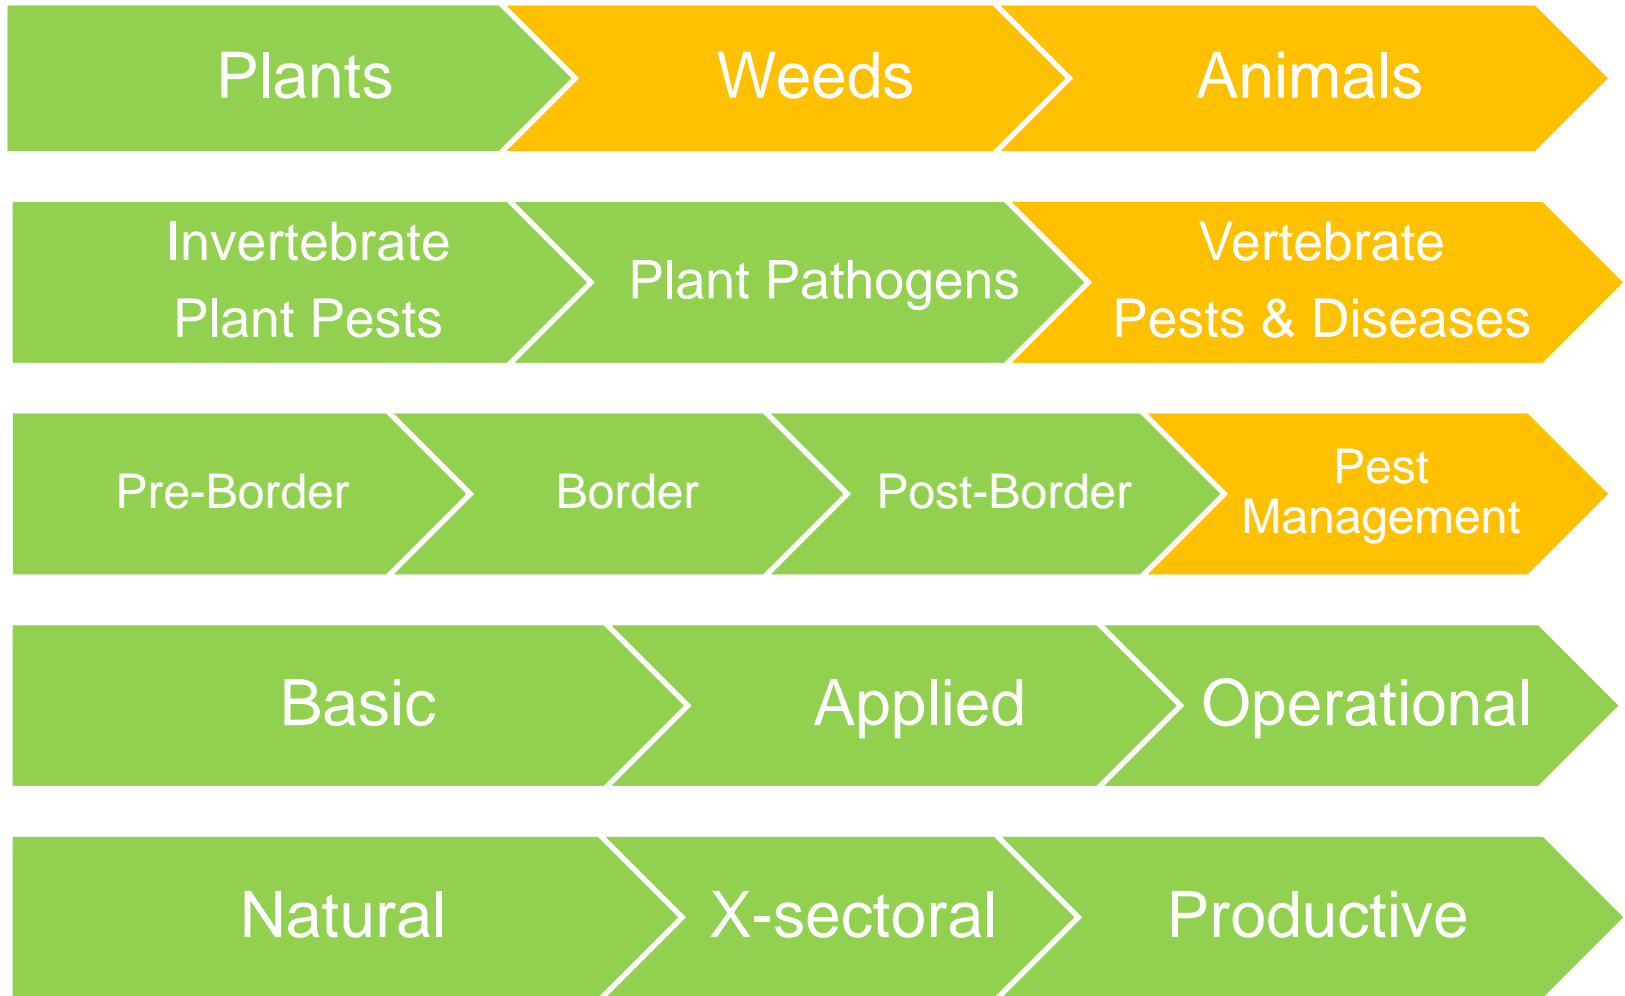 Plants
Weeds
Animals
Invertebrate
Plant Pests
Plant Pathogens
Vertebrate
Pests & Diseases
Pre-Border
Border
Post-Border
Pest
Management
Basic
Applied
Operational
Natural
X-sectoral
Productive